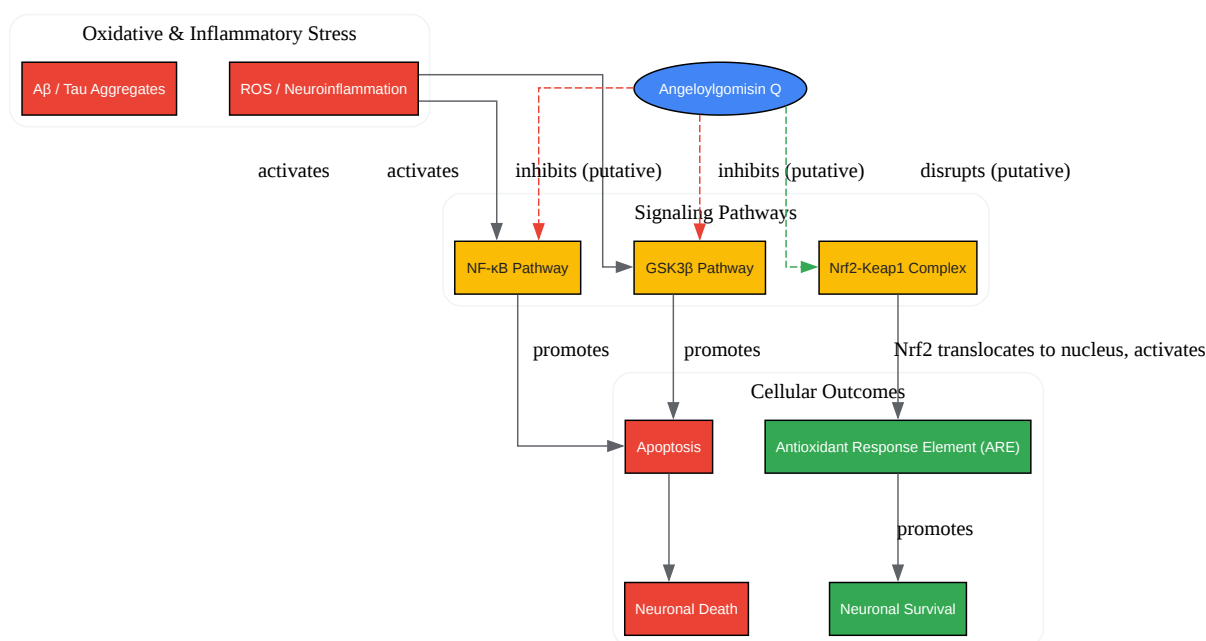 Oxidative & Inflammatory Stress
Aβ / Tau Aggregates
ROS / Neuroinflammation
Angeloylgomisin Q
activates
activates
inhibits (putative)
inhibits (putative)
disrupts (putative)
Signaling Pathways
NF-κB Pathway
GSK3β Pathway
Nrf2-Keap1 Complex
promotes
promotes
Nrf2 translocates to nucleus, activates
Cellular Outcomes
Apoptosis
Antioxidant Response Element (ARE)
promotes
Neuronal Death
Neuronal Survival